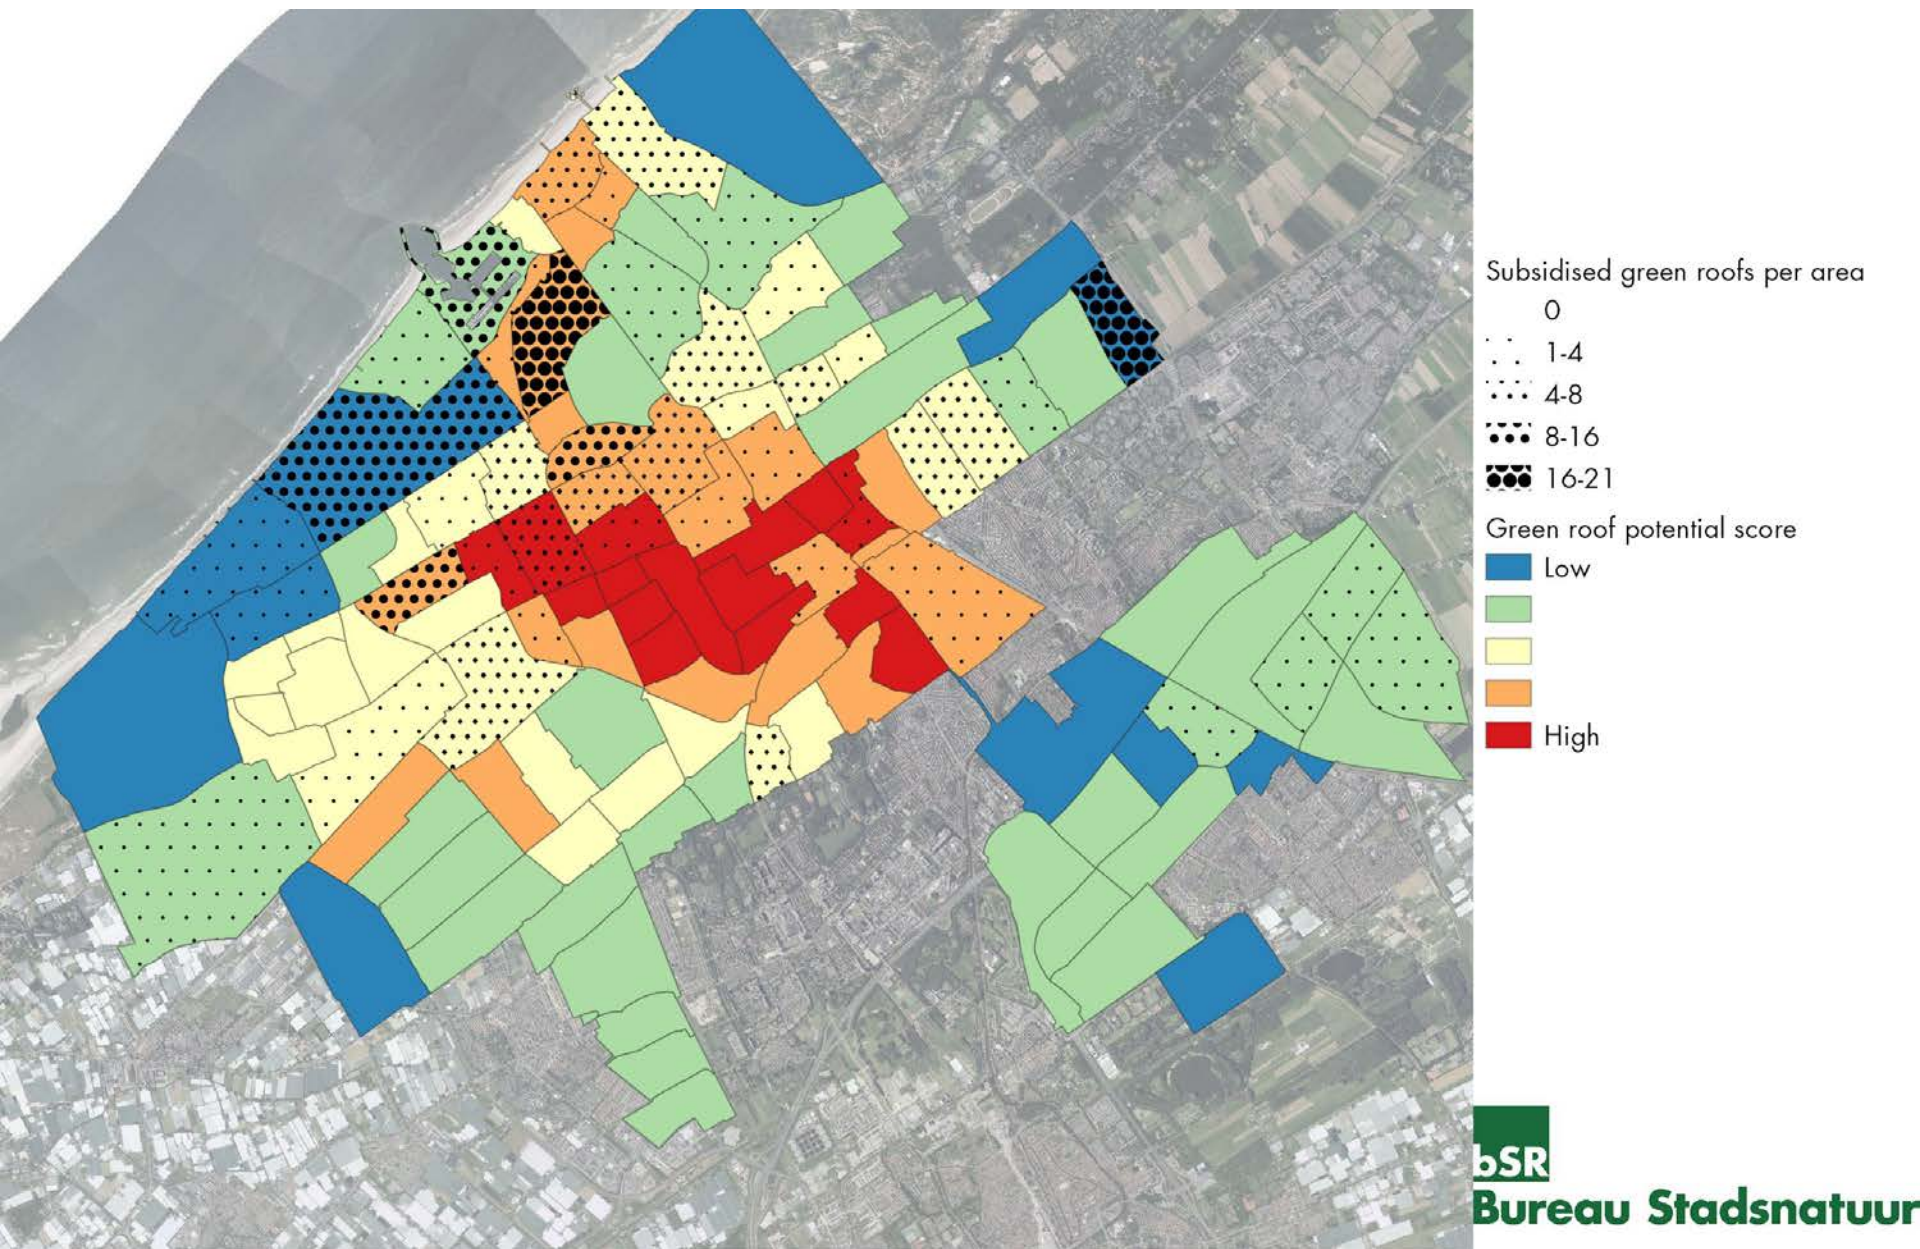 Subsidised green roofs per area
0
1-4
4-8
8-16
16-21
Green roof potential score
Low
High
bSR
Bureau Stadsnatuur